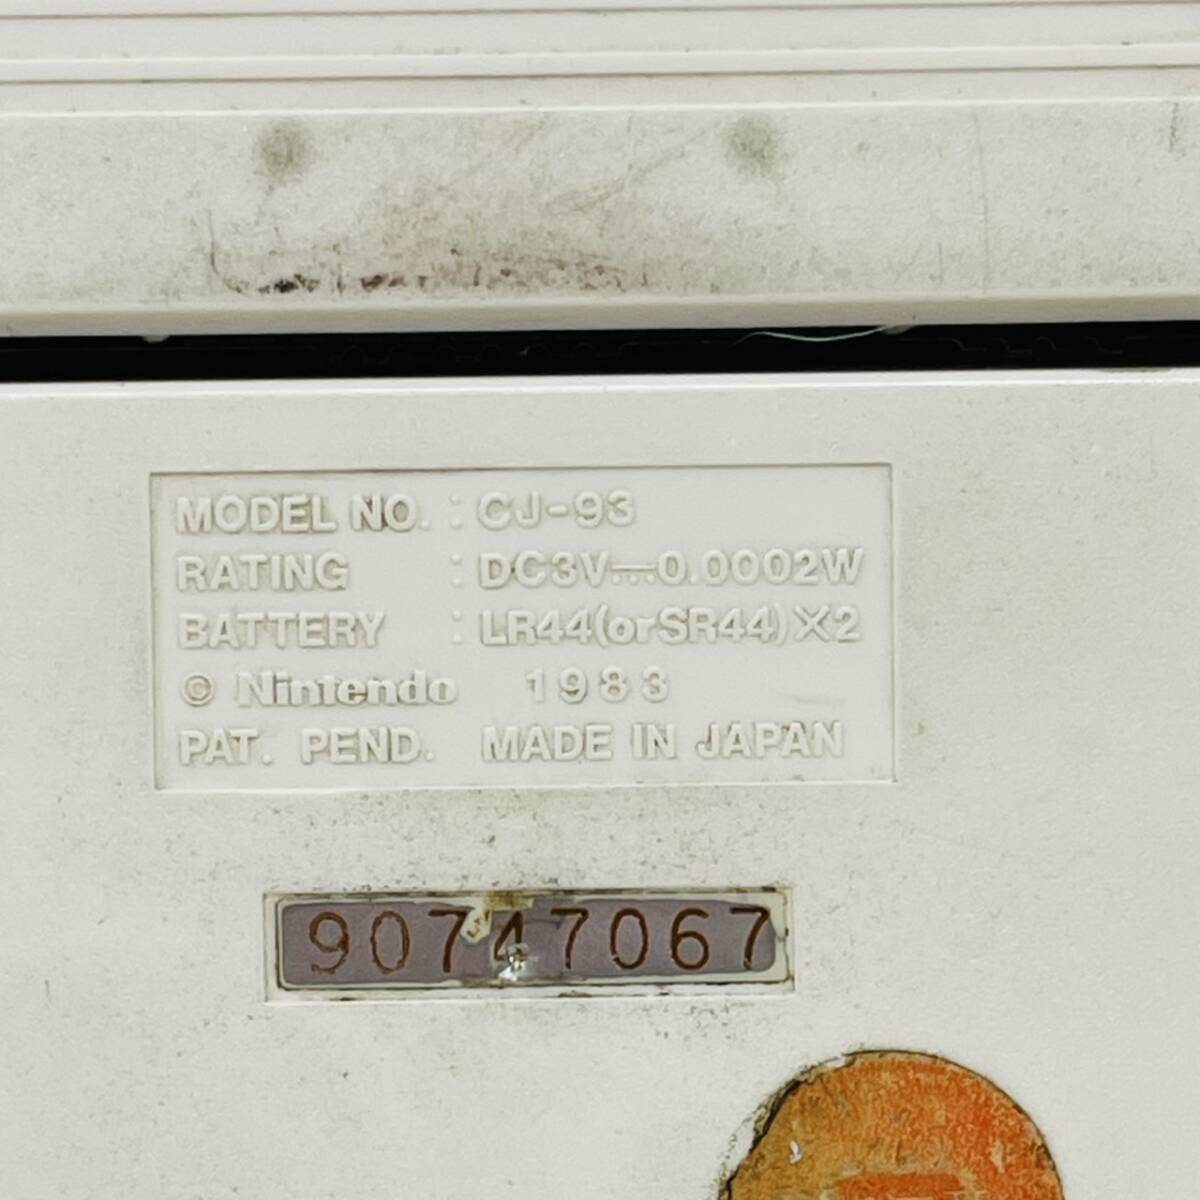 MODEL NO. : CJ-93
RATING : DC3V⎓0.0002W
BATTERY : LR44(orSR44)×2
© Nintendo 1983
PAT. PEND. MADE IN JAPAN
90747067